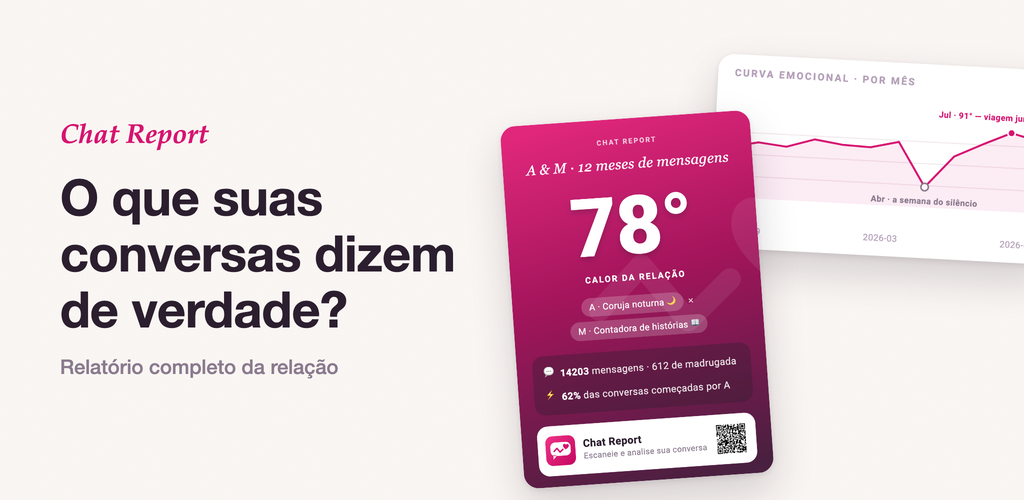 Chat Report
O que suas
conversas dizem
de verdade?
Relatório completo da relação
CHAT REPORT
A & M · 12 meses de mensagens
78°
CALOR DA RELAÇÃO
A · Coruja noturna 🌙 ×
M · Contadora de histórias 📖
💬 14203 mensagens · 612 de madrugada
⚡ 62% das conversas começadas por A
Chat Report
Escaneie e analise sua conversa
CURVA EMOCIONAL · POR MÊS
Jul · 91° — viagem
Abr · a semana do silêncio
2026-03
2026-